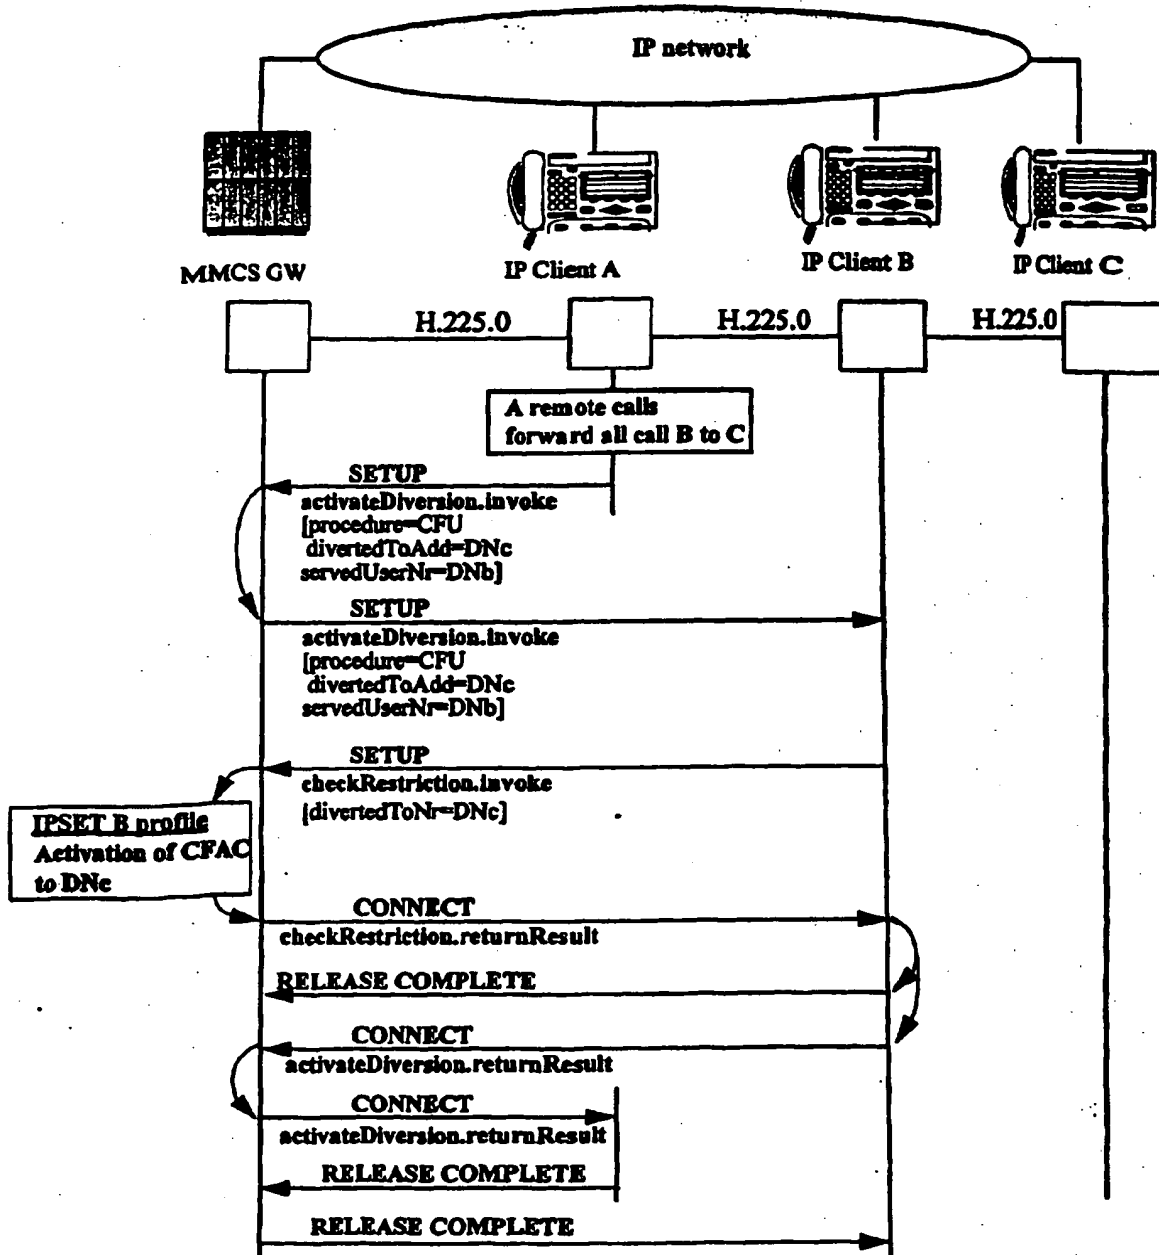 IP network
MMCS GW
IP Client A
IP Client B
IP Client C
H.225.0
H.225.0
H.225.0
A remote calls
forward all call B to C
SETUP
activateDiversion.invoke
[procedure=CFU
divertedToAdd=DNc
servedUserNr=DNb]
SETUP
activateDiversion.invoke
[procedure=CFU
divertedToAdd=DNc
servedUserNr=DNb]
SETUP
checkRestriction.invoke
[divertedToNr=DNc]
IPSET B profile
Activation of CFAC
to DNc
CONNECT
checkRestriction.returnResult
RELEASE COMPLETE
CONNECT
activateDiversion.returnResult
CONNECT
activateDiversion.returnResult
RELEASE COMPLETE
RELEASE COMPLETE